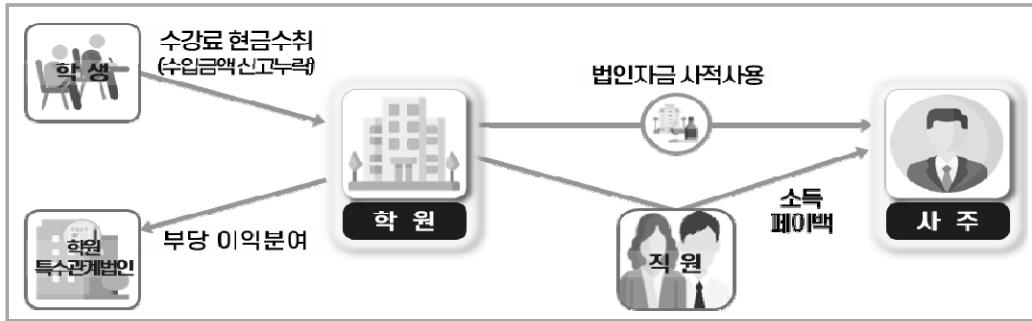 학 생
수강료 현금수취
(수입금액 신고누락)
법인자금 사적사용
학 원
사 주
소득
페이백
직 원
부당 이익분여
학원
특수관계법인